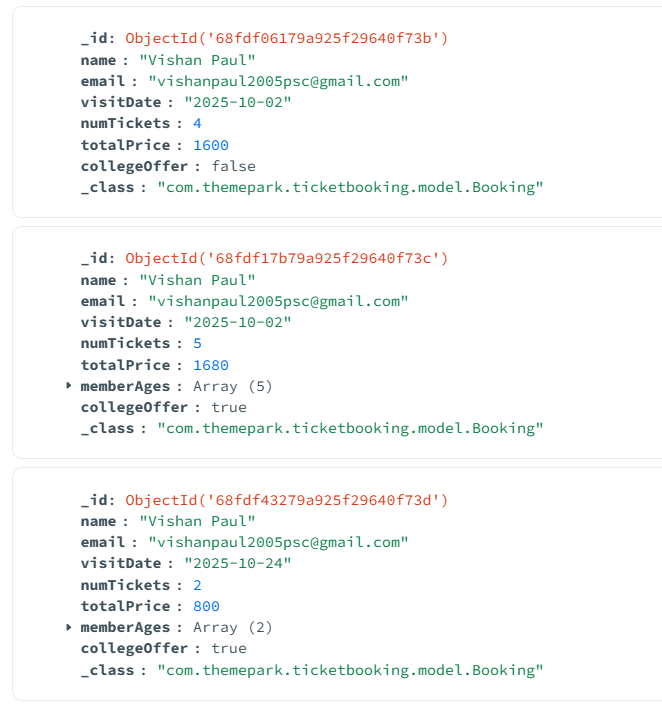 _id: ObjectId('68fdf06179a925f29640f73b')
name : "Vishan Paul"
email : "vishanpaul2005psc@gmail.com"
visitDate : "2025-10-02"
numTickets : 4
totalPrice : 1600
collegeOffer : false
_class : "com.themepark.ticketbooking.model.Booking"
_id: ObjectId('68fdf17b79a925f29640f73c')
name : "Vishan Paul"
email : "vishanpaul2005psc@gmail.com"
visitDate : "2025-10-02"
numTickets : 5
totalPrice : 1680
memberAges : Array (5)
collegeOffer : true
_class : "com.themepark.ticketbooking.model.Booking"
_id: ObjectId('68fdf43279a925f29640f73d')
name : "Vishan Paul"
email : "vishanpaul2005psc@gmail.com"
visitDate : "2025-10-24"
numTickets : 2
totalPrice : 800
memberAges : Array (2)
collegeOffer : true
_class : "com.themepark.ticketbooking.model.Booking"